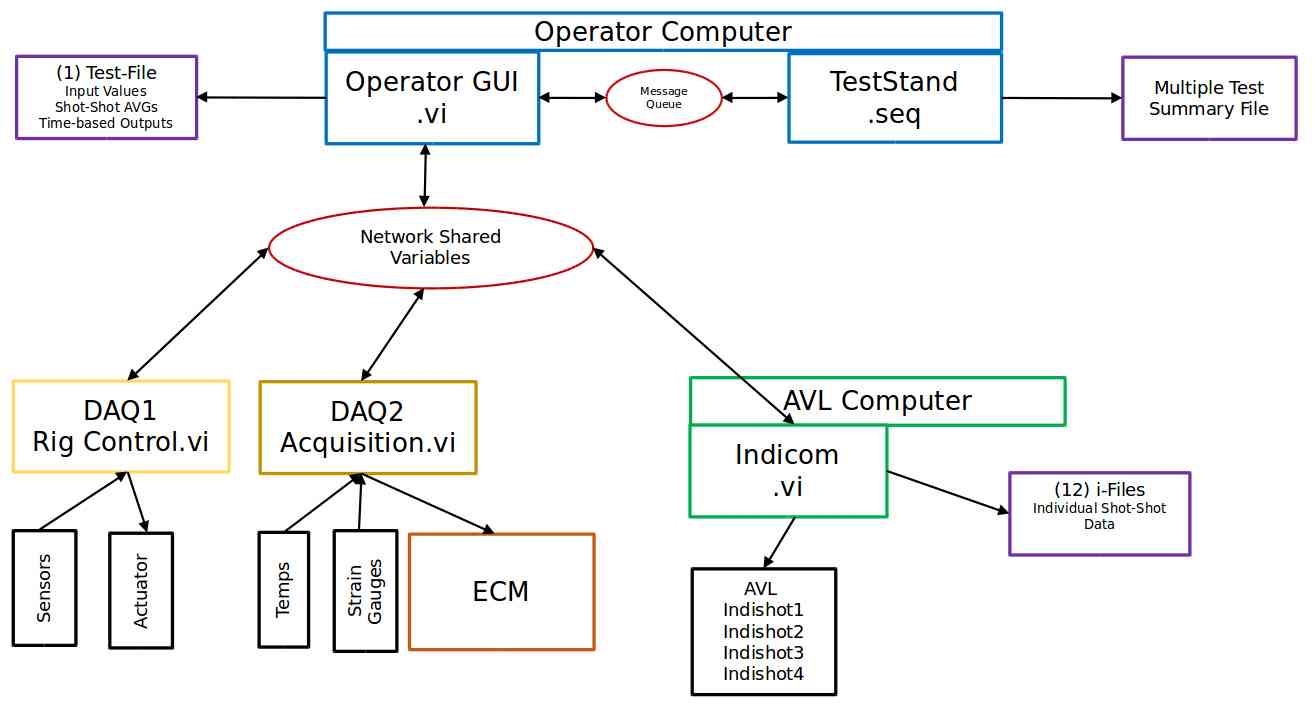 Operator Computer
(1) Test-File
Input Values
Shot-Shot AVGs
Time-based Outputs
Operator GUI
.vi
Message
Queue
TestStand
.seq
Multiple Test
Summary File
Network Shared
Variables
DAQ1
Rig Control.vi
DAQ2
Acquisition.vi
AVL Computer
Indicom
.vi
(12) i-Files
Individual Shot-Shot
Data
Sensors
Actuator
Temps
Strain
Gauges
ECM
AVL
Indishot1
Indishot2
Indishot3
Indishot4